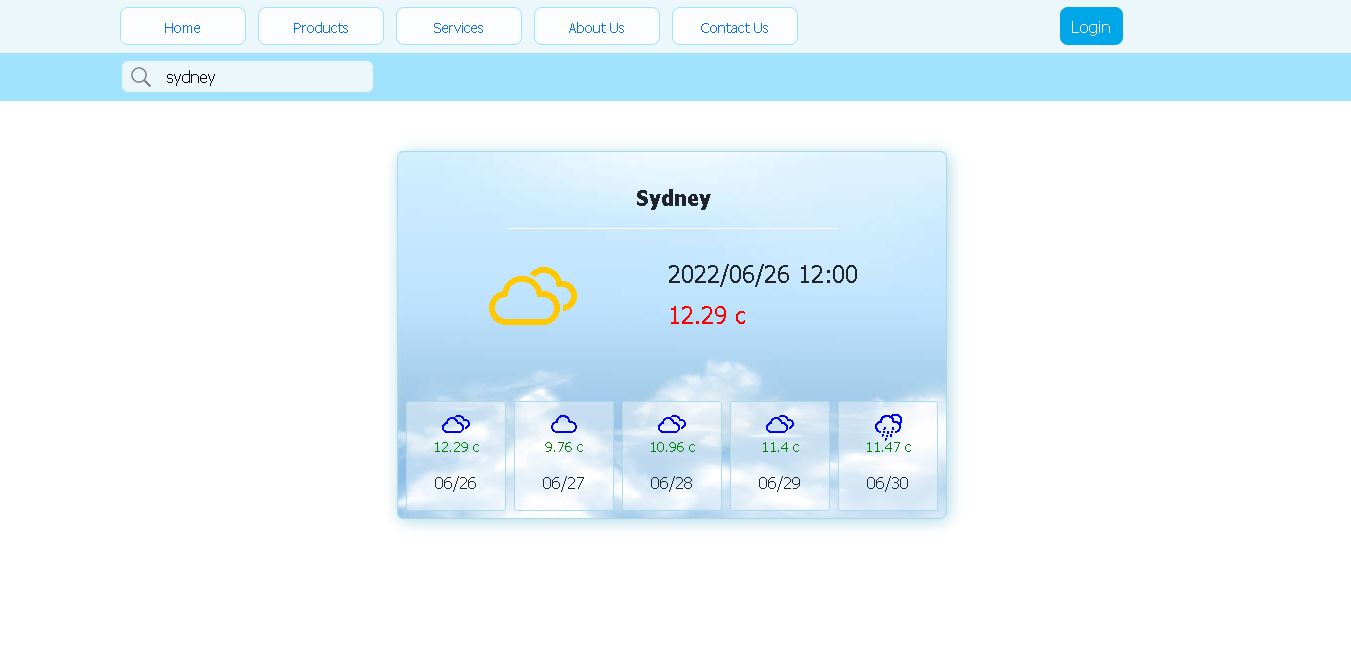 Home Products Services About Us Contact Us Login
sydney
Sydney
2022/06/26 12:00
12.29 c
12.29 c 9.76 c 10.96 c 11.4 c 11.47 c
06/26 06/27 06/28 06/29 06/30